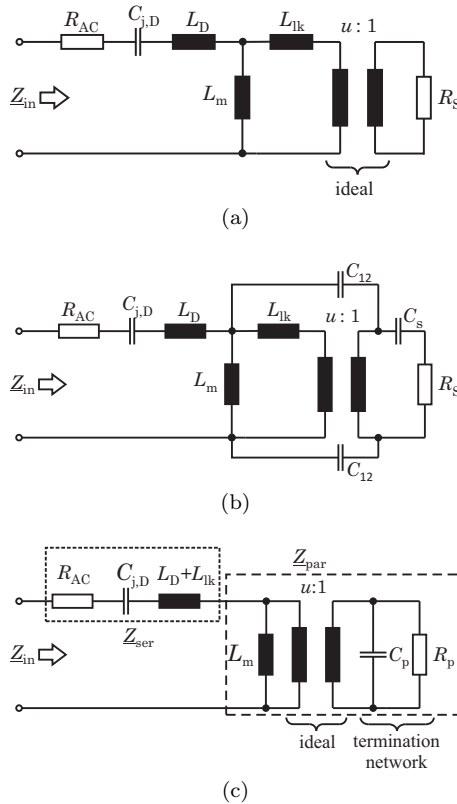 R_AC C_j,D L_D L_lk u : 1
Z_in L_m R_S
ideal
(a)
C_12
R_AC C_j,D L_D L_lk u : 1 C_s
Z_in L_m R_S
C_12
(b)
R_AC C_j,D L_D+L_lk Z_par
u:1
Z_ser
Z_in L_m C_p R_p
ideal termination
network
(c)